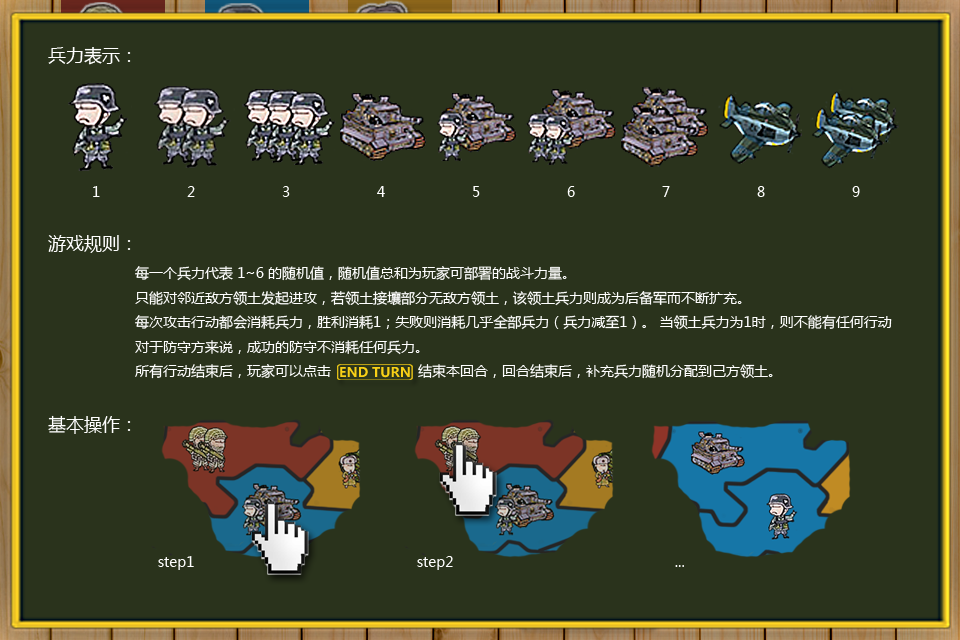 兵力表示：
1 2 3 4 5 6 7 8 9
游戏规则：
每一个兵力代表 1~6 的随机值，随机值总和为玩家可部署的战斗力量。
只能对邻近敌方领土发起进攻，若领土接壤部分无敌方领土，该领土兵力则成为后备军而不断扩充。
每次攻击行动都会消耗兵力，胜利消耗1；失败则消耗几乎全部兵力（兵力减至1）。 当领土兵力为1时，则不能有任何行动
对于防守方来说，成功的防守不消耗任何兵力。
所有行动结束后，玩家可以点击 END TURN 结束本回合，回合结束后，补充兵力随机分配到己方领土。
基本操作：
step1 step2 ...